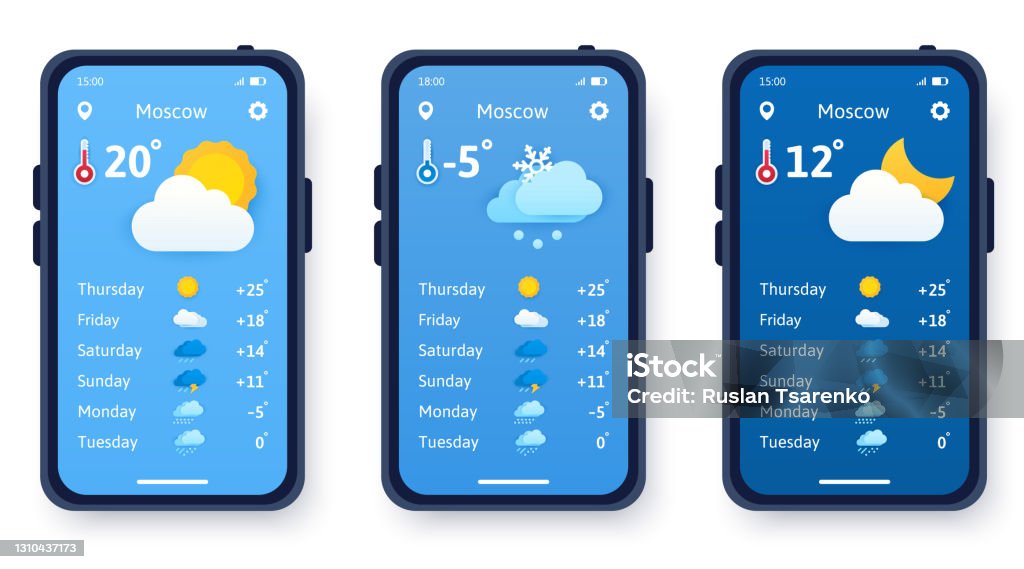 15:00
Moscow
20°
Thursday +25°
Friday +18°
Saturday +14°
Sunday +11°
Monday -5°
Tuesday 0°
18:00
Moscow
-5°
Thursday +25°
Friday +18°
Saturday +14°
Sunday +11°
Monday -5°
Tuesday 0°
15:00
Moscow
12°
Thursday +25°
Friday +18°
Saturday +14°
Sunday +11°
Monday -5°
Tuesday 0°
iStock™
Credit: Ruslan Tsarenko
1310437173